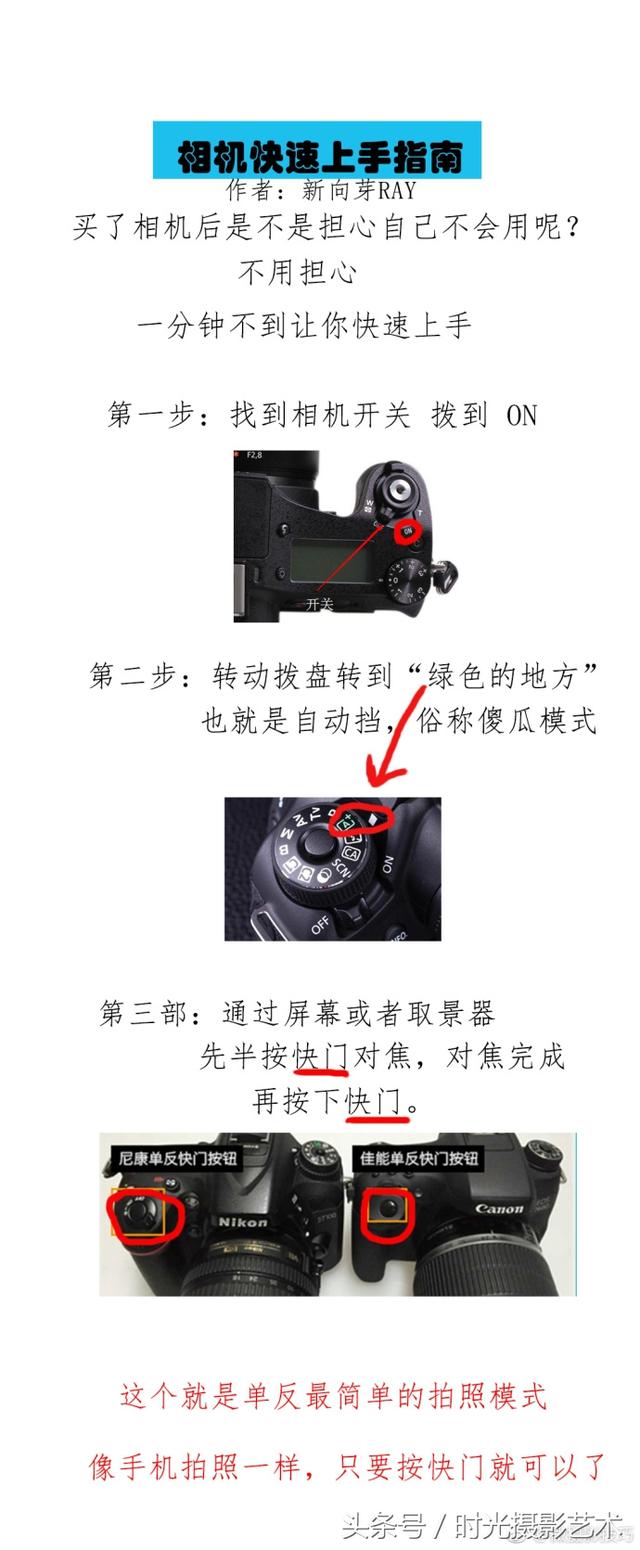 相机快速上手指南
作者：新向芽RAY
买了相机后是不是担心自己不会用呢？
不用担心
一分钟不到让你快速上手
第一步：找到相机开关 拨到 ON
F2,8
W
T
ON
开关
第二步：转动拨盘转到“绿色的地方”
也就是自动挡，俗称傻瓜模式
B M AV TV P A+ CA SCN
ON
OFF
INFO.
第三部：通过屏幕或者取景器
先半按快门对焦，对焦完成
再按下快门。
尼康单反快门按钮
佳能单反快门按钮
Nikon
D7100
Canon
EOS
这个就是单反最简单的拍照模式
像手机拍照一样，只要按快门就可以了
头条号 / 时光摄影艺术